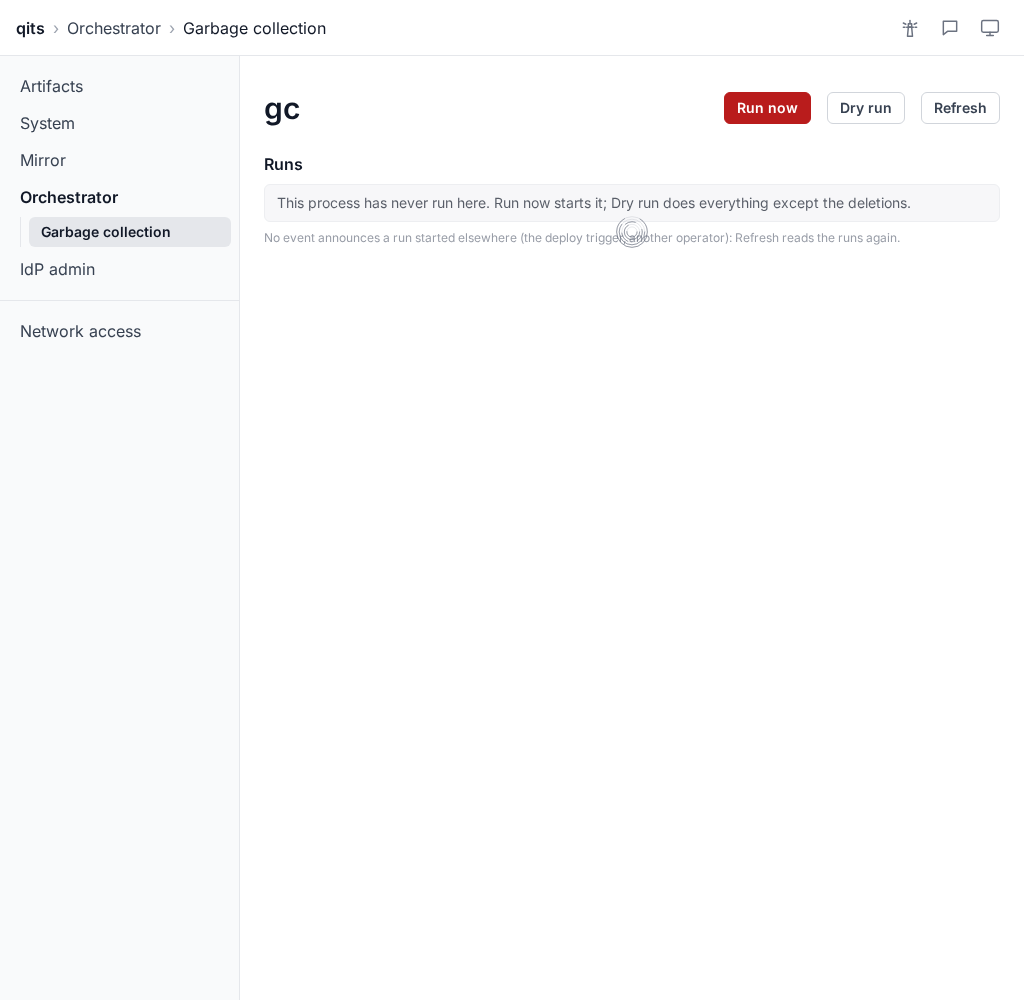 qits › Orchestrator › Garbage collection
Artifacts
System
Mirror
Orchestrator
Garbage collection
IdP admin
Network access
gc
Run now
Dry run
Refresh
Runs
This process has never run here. Run now starts it; Dry run does everything except the deletions.
No event announces a run started elsewhere (the deploy trigger, another operator): Refresh reads the runs again.